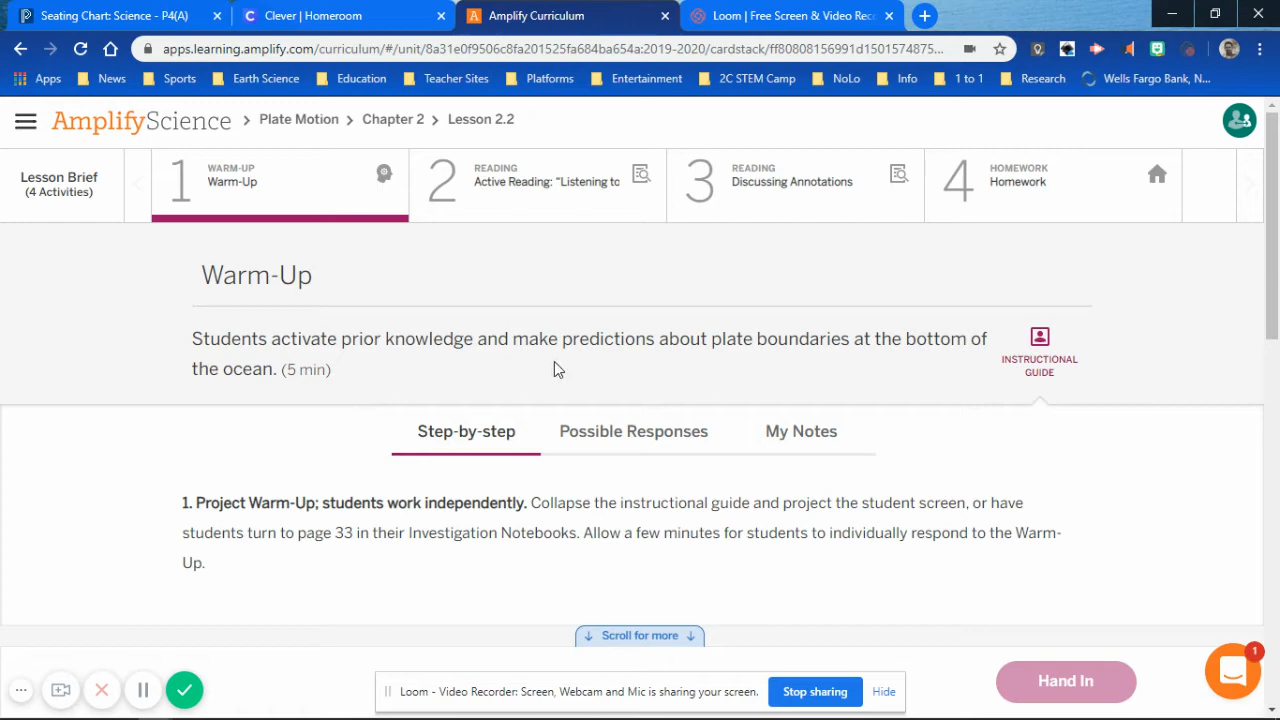 Seating Chart: Science - P4(A)
Clever | Homeroom
Amplify Curriculum
Loom | Free Screen & Video Rec
apps.learning.amplify.com/curriculum/#/unit/8a31e0f9506c8fa201525fa684ba654a:2019-2020/cardstack/ff80808156991d1501574875...
Apps News Sports Earth Science Education Teacher Sites Platforms Entertainment 2C STEM Camp NoLo Info 1 to 1 Research Wells Fargo Bank, N...
AmplifyScience > Plate Motion > Chapter 2 > Lesson 2.2
Lesson Brief
(4 Activities)
1 WARM-UP
Warm-Up
2 READING
Active Reading: “Listening to
3 READING
Discussing Annotations
4 HOMEWORK
Homework
Warm-Up
Students activate prior knowledge and make predictions about plate boundaries at the bottom of
the ocean. (5 min)
INSTRUCTIONAL
GUIDE
Step-by-step Possible Responses My Notes
1. Project Warm-Up; students work independently. Collapse the instructional guide and project the student screen, or have
students turn to page 33 in their Investigation Notebooks. Allow a few minutes for students to individually respond to the Warm-
Up.
↓ Scroll for more ↓
Loom - Video Recorder: Screen, Webcam and Mic is sharing your screen. Stop sharing Hide
Hand In
1